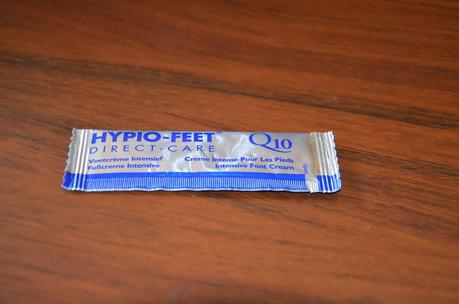 HYPIO-FEET Q10
DIRECT-CARE
Voetcrème Intensief Creme Intense Pour Les Pieds
Fußcreme Intensive Intensive Foot Cream